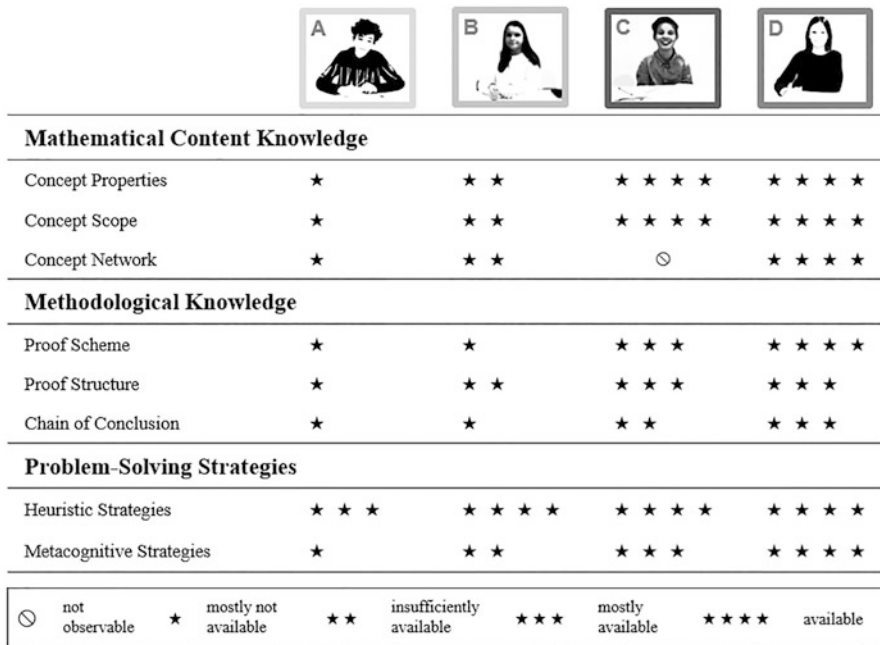 A B C D
Mathematical Content Knowledge
Concept Properties ★ ★ ★ ★ ★ ★ ★ ★ ★ ★ ★
Concept Scope ★ ★ ★ ★ ★ ★ ★ ★ ★ ★ ★
Concept Network ★ ★ ★ ⃠ ★ ★ ★ ★
Methodological Knowledge
Proof Scheme ★ ★ ★ ★ ★ ★ ★ ★ ★
Proof Structure ★ ★ ★ ★ ★ ★ ★ ★ ★
Chain of Conclusion ★ ★ ★ ★ ★ ★ ★
Problem-Solving Strategies
Heuristic Strategies ★ ★ ★ ★ ★ ★ ★ ★ ★ ★ ★ ★ ★ ★ ★
Metacognitive Strategies ★ ★ ★ ★ ★ ★ ★ ★ ★ ★
⃠ not observable ★ mostly not available ★ ★ insufficiently available ★ ★ ★ mostly available ★ ★ ★ ★ available